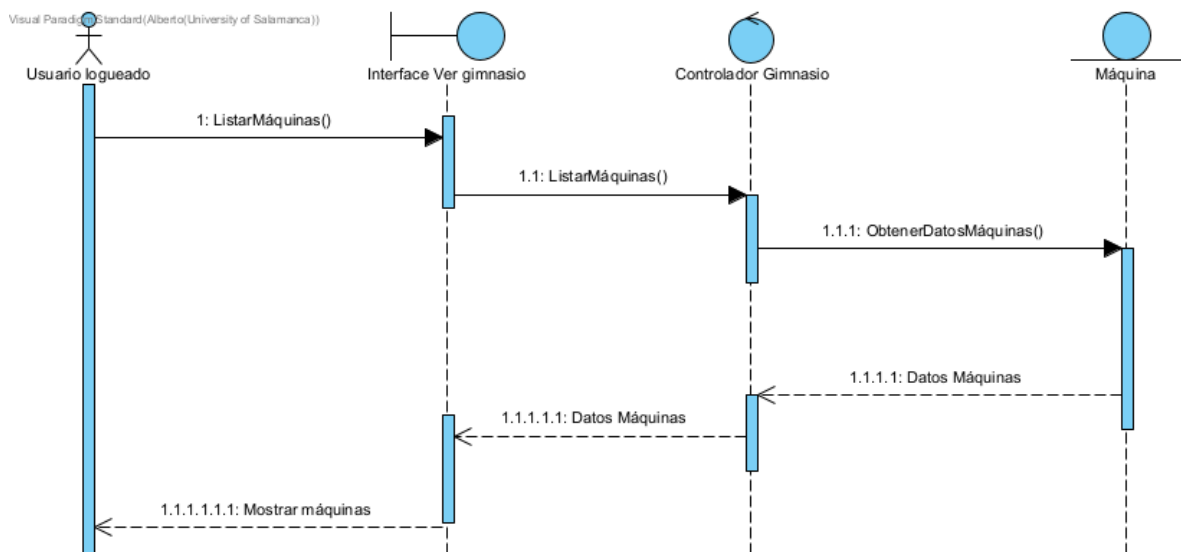 Visual Paradigm Standard(Alberto(University of Salamanca))
Usuario logueado
Interface Ver gimnasio
Controlador Gimnasio
Máquina
1: ListarMáquinas()
1.1: ListarMáquinas()
1.1.1: ObtenerDatosMáquinas()
1.1.1.1: Datos Máquinas
1.1.1.1.1: Datos Máquinas
1.1.1.1.1.1: Mostrar máquinas